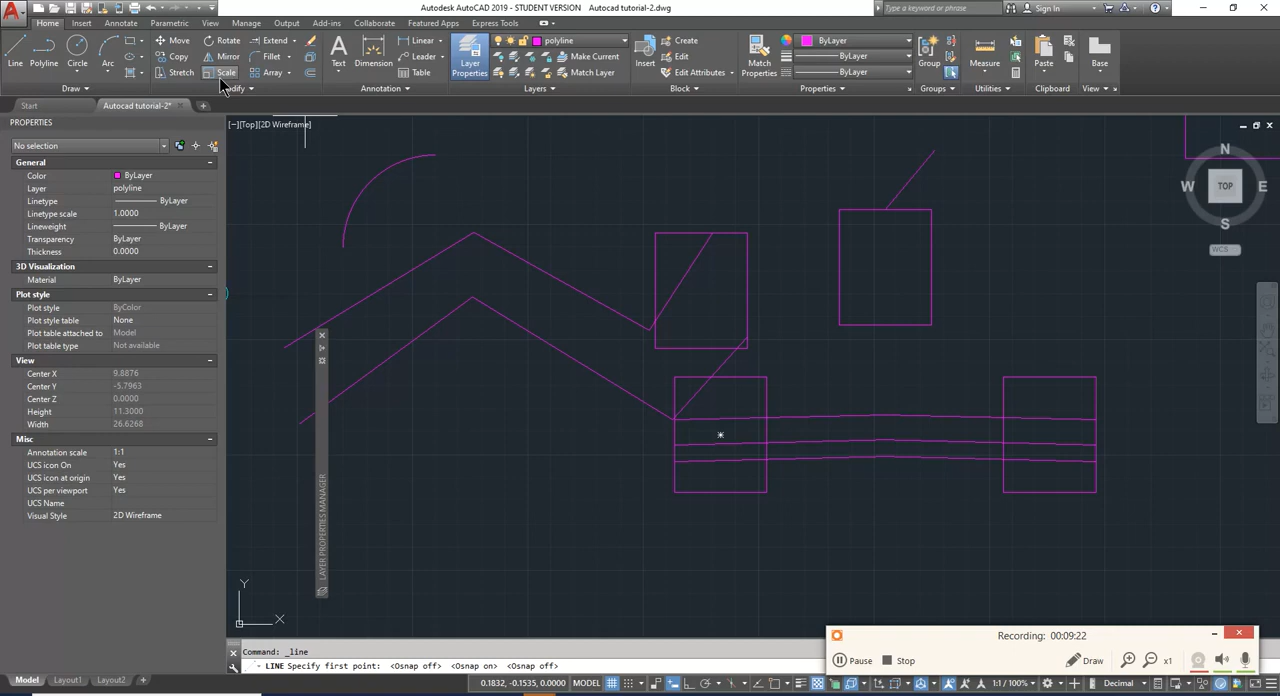 Autodesk AutoCAD 2019 - STUDENT VERSION Autocad tutorial-2.dwg
Type a keyword or phrase
Sign In
Home Insert Annotate Parametric View Manage Output Add-ins Collaborate Featured Apps Express Tools
Line Polyline Circle Arc
Move Rotate Extend
Copy Mirror Fillet
Stretch Scale Array
Text Dimension
Linear
Leader
Table
Layer Properties
polyline
Make Current
Match Layer
Insert
Create
Edit
Edit Attributes
Match Properties
ByLayer
ByLayer
ByLayer
Group
Measure
Paste
Base
Draw dify Annotation Layers Block Properties Groups Utilities Clipboard View
Start Autocad tutorial-2*
PROPERTIES
[−][Top][2D Wireframe]
No selection
General
Color ByLayer
Layer polyline
Linetype ByLayer
Linetype scale 1.0000
Lineweight ByLayer
Transparency ByLayer
Thickness 0.0000
3D Visualization
Material ByLayer
Plot style
Plot style ByColor
Plot style table None
Plot table attached to Model
Plot table type Not available
View
Center X 9.8876
Center Y -5.7963
Center Z 0.0000
Height 11.3000
Width 26.6268
Misc
Annotation scale 1:1
UCS icon On Yes
UCS icon at origin Yes
UCS per viewport Yes
UCS Name
Visual Style 2D Wireframe
LAYER PROPERTIES MANAGER
N
W TOP E
S
WCS
Y
X
Command: _line
LINE Specify first point: <Osnap off> <Osnap on> <Osnap off>
Recording: 00:09:22
Pause Stop Draw x1
Model Layout1 Layout2
0.1832, -0.1535, 0.0000 MODEL 1:1 / 100% Decimal